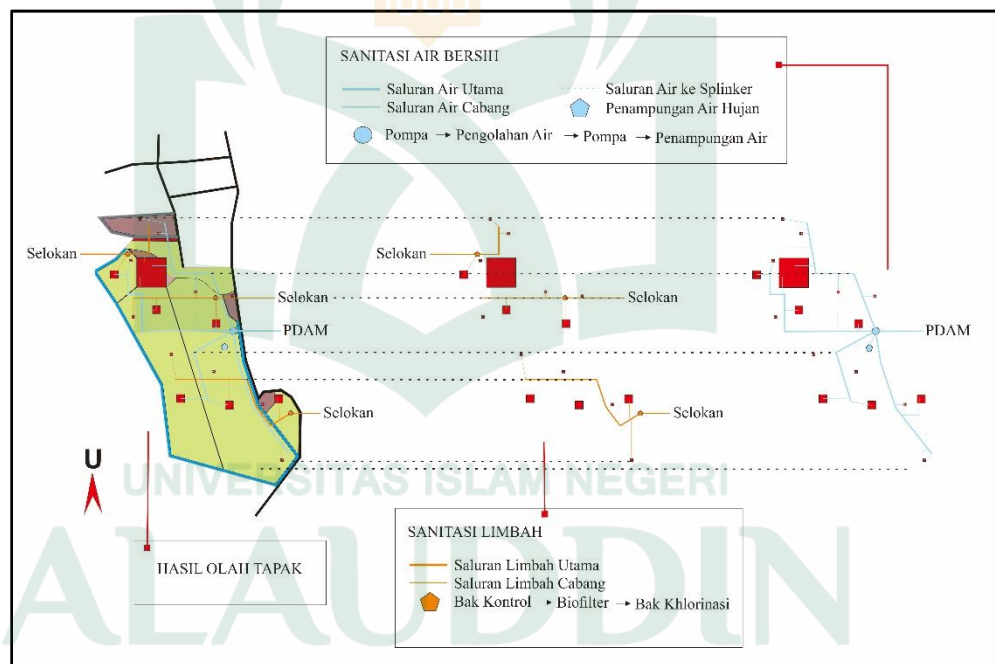 SANITASI AIR BERSIH
Saluran Air Utama
Saluran Air ke Splinker
Saluran Air Cabang
Penampungan Air Hujan
Pompa → Pengolahan Air → Pompa → Penampungan Air
Selokan
Selokan
Selokan
Selokan
PDAM
PDAM
Selokan
Selokan
U
UNIVERSITAS ISLAM NEGERI
ALAUDDIN
HASIL OLAH TAPAK
SANITASI LIMBAH
Saluran Limbah Utama
Saluran Limbah Cabang
Bak Kontrol → Biofilter → Bak Khlorinasi